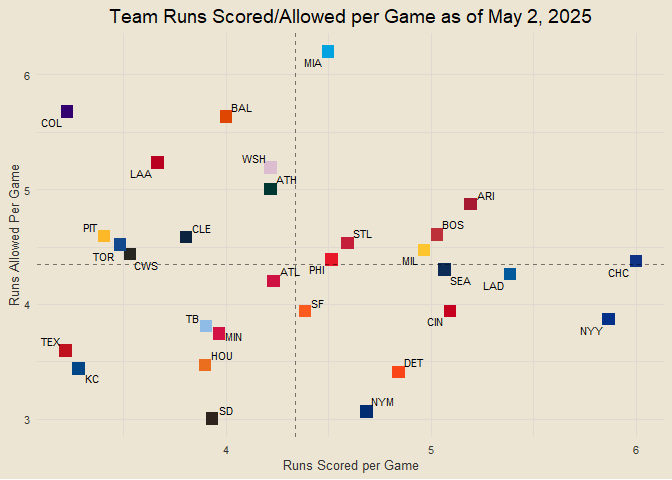 Team Runs Scored/Allowed per Game as of May 2, 2025
Runs Allowed Per Game
6
5
4
3
MIA
COL
BAL
LAA
WSH
ATH
ARI
PIT
TOR
CWS
CLE
STL
BOS
MIL
PHI
SEA
LAD
CHC
ATL
SF
CIN
NYY
TB
MIN
TEX
KC
HOU
DET
SD
NYM
4
5
6
Runs Scored per Game